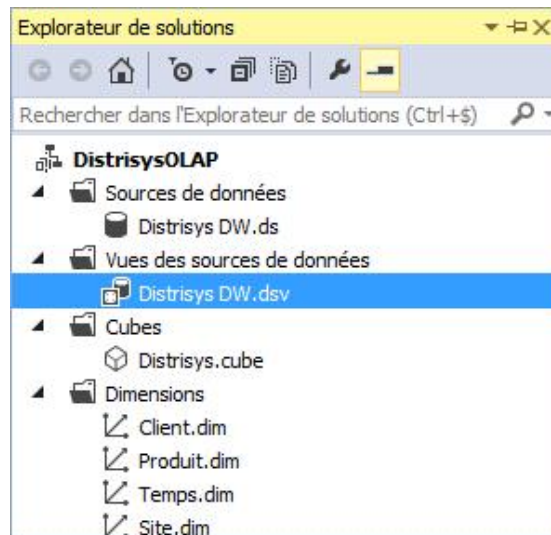 Explorateur de solutions
Rechercher dans l'Explorateur de solutions (Ctrl+$)
DistrisysOLAP
Sources de données
Distrisys DW.ds
Vues des sources de données
Distrisys DW.dsv
Cubes
Distrisys.cube
Dimensions
Client.dim
Produit.dim
Temps.dim
Site.dim